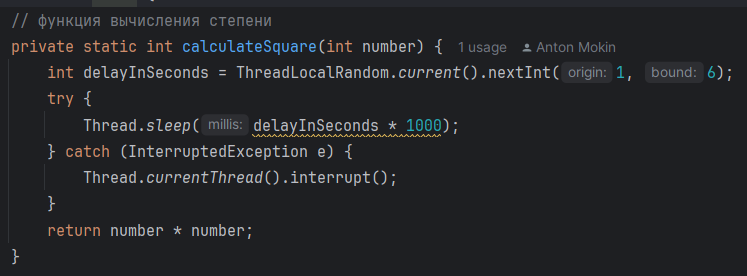 // функция вычисления степени
private static int calculateSquare(int number) { 1 usage Anton Mokin
int delayInSeconds = ThreadLocalRandom.current().nextInt( origin: 1, bound: 6);
try {
Thread.sleep( millis: delayInSeconds * 1000);
} catch (InterruptedException e) {
Thread.currentThread().interrupt();
}
return number * number;
}